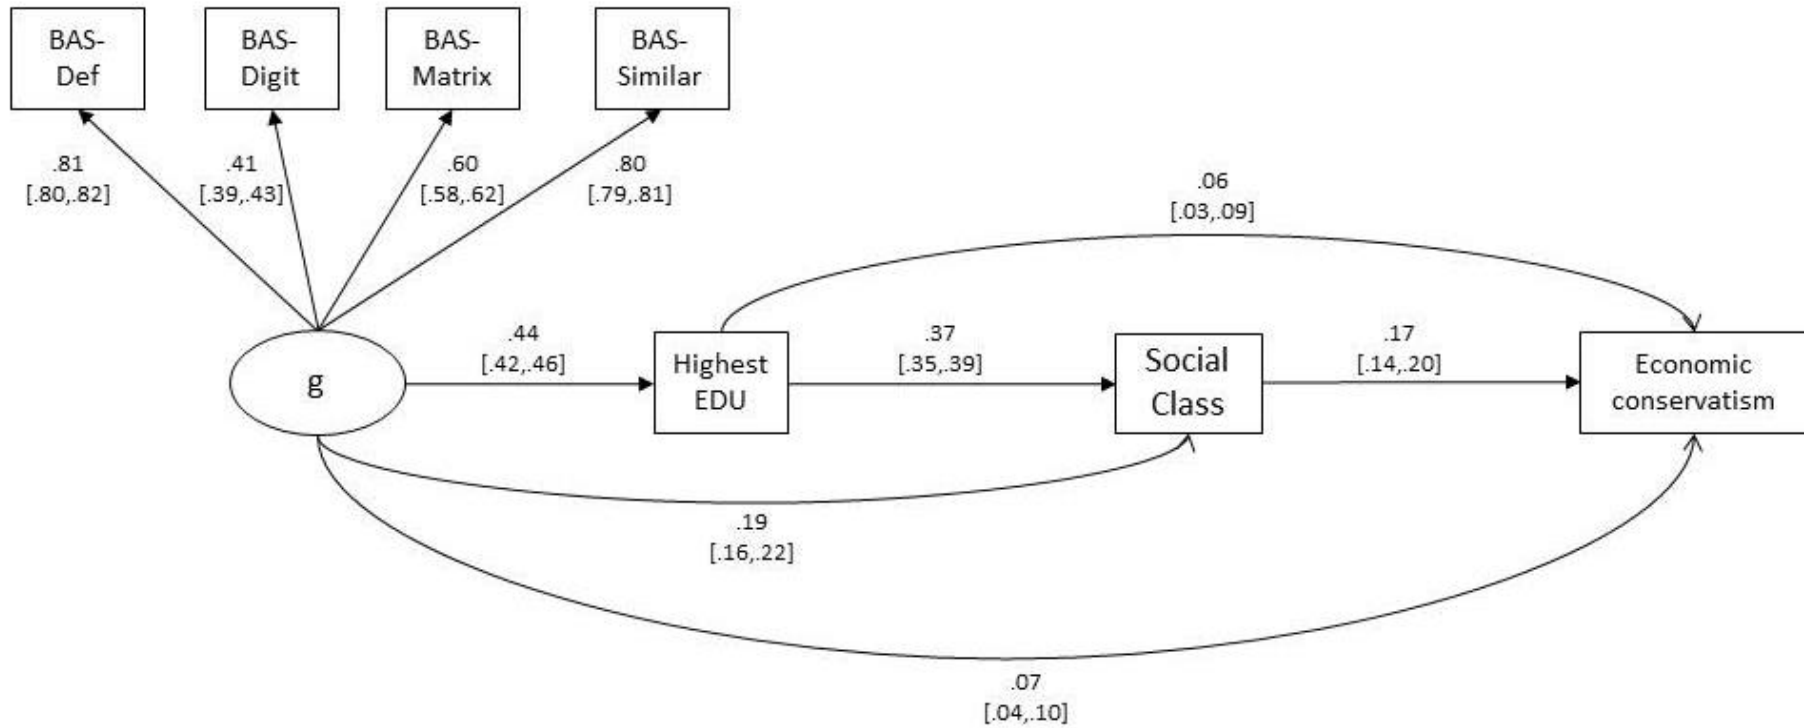 BAS-
Def
BAS-
Digit
BAS-
Matrix
BAS-
Similar
.81
[.80,.82]
.41
[.39,.43]
.60
[.58,.62]
.80
[.79,.81]
.06
[.03,.09]
g
.44
[.42,.46]
Highest
EDU
.37
[.35,.39]
Social
Class
.17
[.14,.20]
Economic
conservatism
.19
[.16,.22]
.07
[.04,.10]